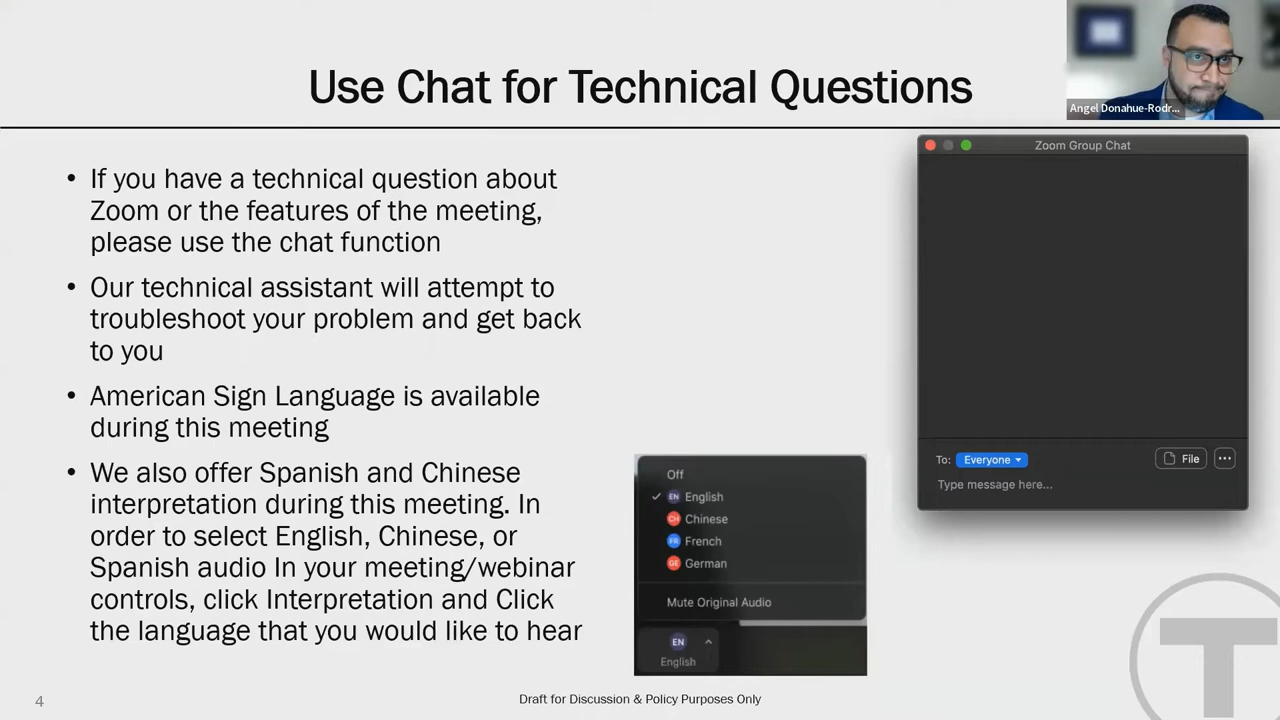 Use Chat for Technical Questions
Angel Donahue-Rodr...
• If you have a technical question about
Zoom or the features of the meeting,
please use the chat function
• Our technical assistant will attempt to
troubleshoot your problem and get back
to you
• American Sign Language is available
during this meeting
• We also offer Spanish and Chinese
interpretation during this meeting. In
order to select English, Chinese, or
Spanish audio In your meeting/webinar
controls, click Interpretation and Click
the language that you would like to hear
Zoom Group Chat
To: Everyone
File
Type message here...
Off
EN English
CH Chinese
FR French
GE German
Mute Original Audio
EN
English
T
4
Draft for Discussion & Policy Purposes Only